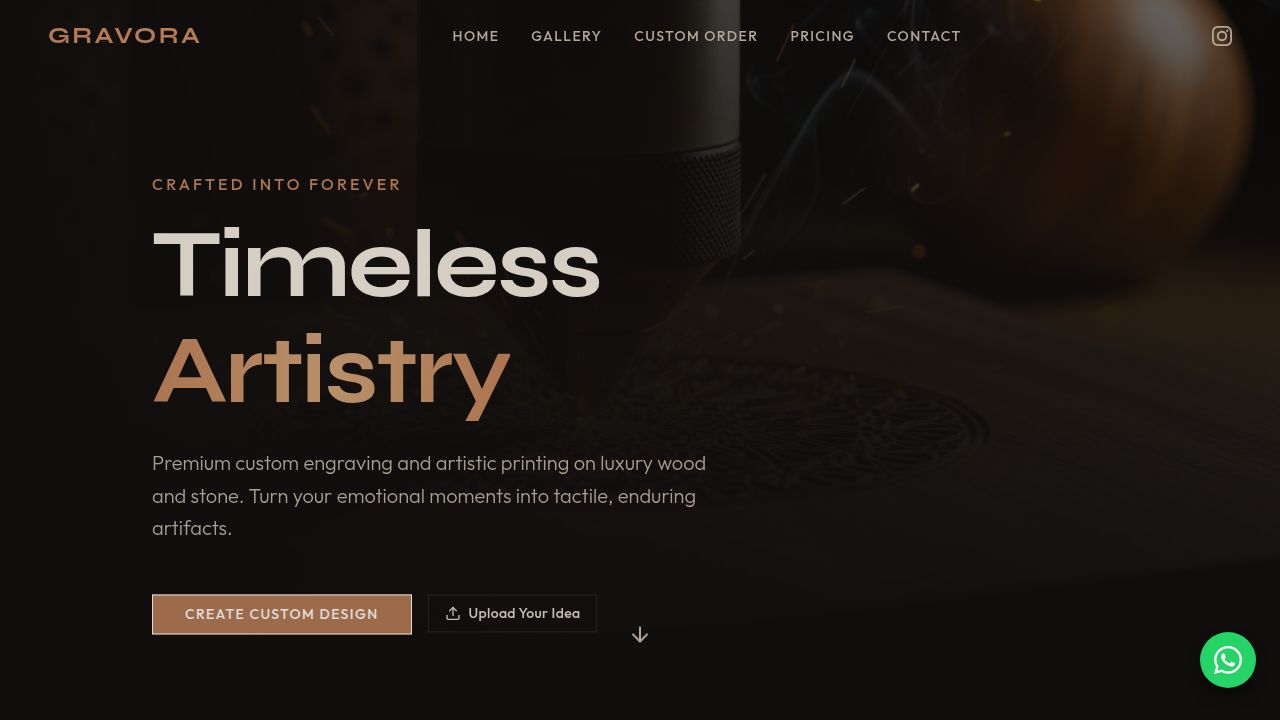 GRAVORA
HOME
GALLERY
CUSTOM ORDER
PRICING
CONTACT
CRAFTED INTO FOREVER
Timeless
Artistry
Premium custom engraving and artistic printing on luxury wood
and stone. Turn your emotional moments into tactile, enduring
artifacts.
CREATE CUSTOM DESIGN
Upload Your Idea